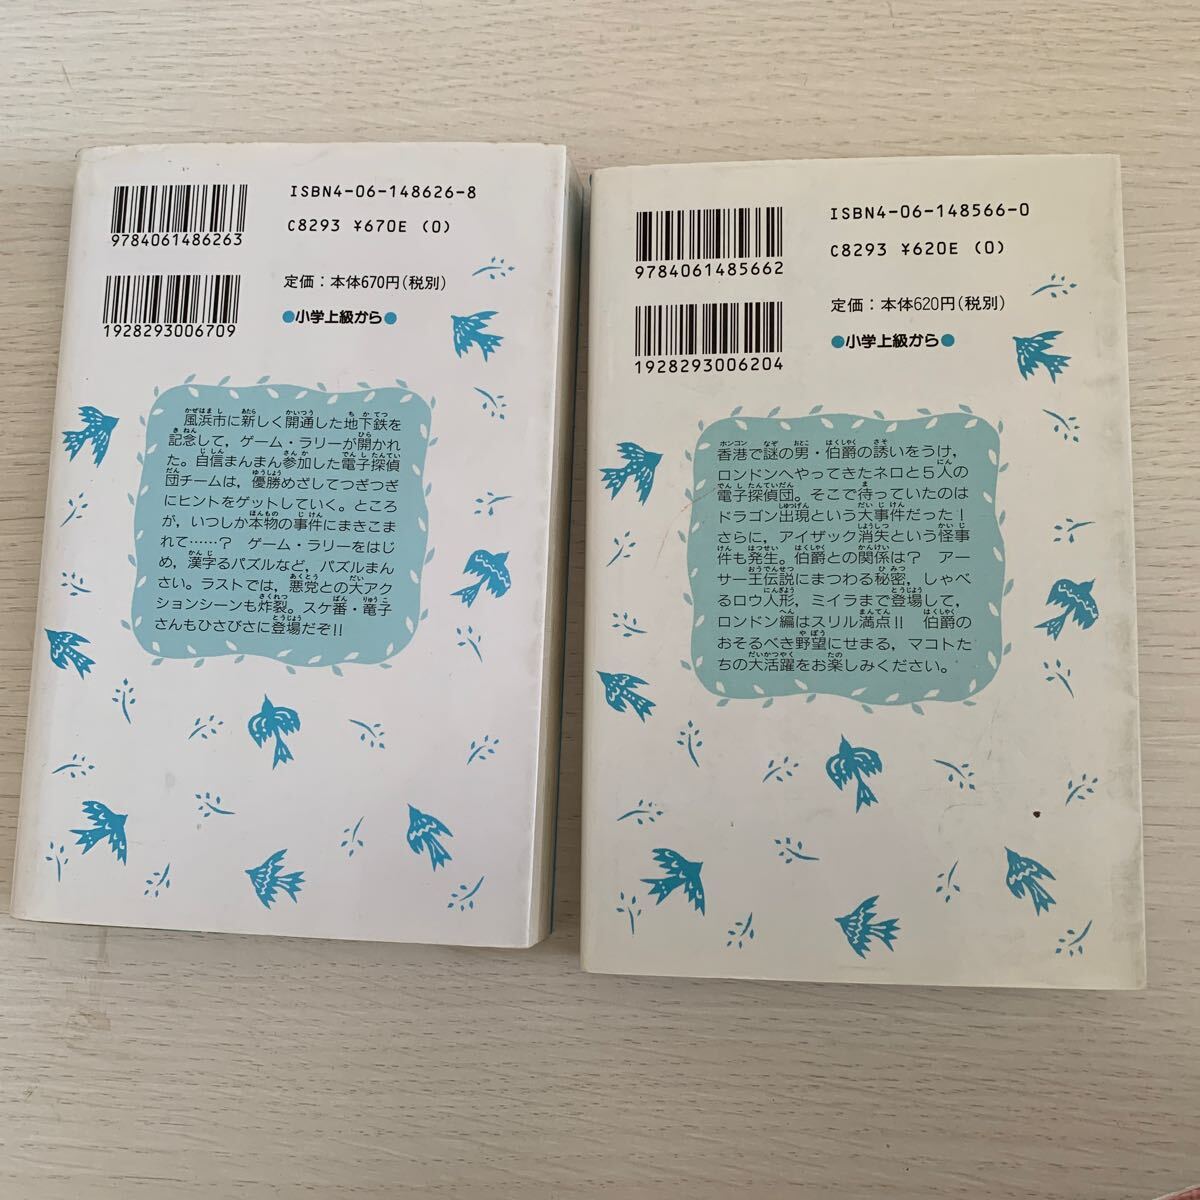 ISBN4-06-148626-8
C8293 ¥670E (0)
9784061486263
定価：本体670円(税別)
1928293006709
●小学上級から●
風浜市に新しく開通した地下鉄を
記念して，ゲーム・ラリーが開かれ
た。自信まんまん参加した電子探偵
団チームは，優勝めざしてつぎつぎ
にヒントをゲットしていく。ところ
が，いつしか本物の事件にまきこま
れて……？　ゲーム・ラリーをはじ
め，漢字るパズルなど，パズルまん
さい。ラストでは，悪党との大アク
ションシーンも炸裂。スケ番・竜子
さんもひさびさに登場だぞ!!
ISBN4-06-148566-0
C8293 ¥620E (0)
9784061485662
定価：本体620円(税別)
1928293006204
●小学上級から●
香港で謎の男・伯爵の誘いをうけ，
ロンドンへやってきたネロと5人の
電子探偵団。そこで待っていたのは
ドラゴン出現という大事件だった！
さらに，アイザック消失という怪事
件も発生。伯爵との関係は？　アー
サー王伝説にまつわる秘密，しゃべ
るロウ人形，ミイラまで登場して，
ロンドン編はスリル満点!!　伯爵の
おそるべき野望にせまる，マコトた
ちの大活躍をお楽しみください。